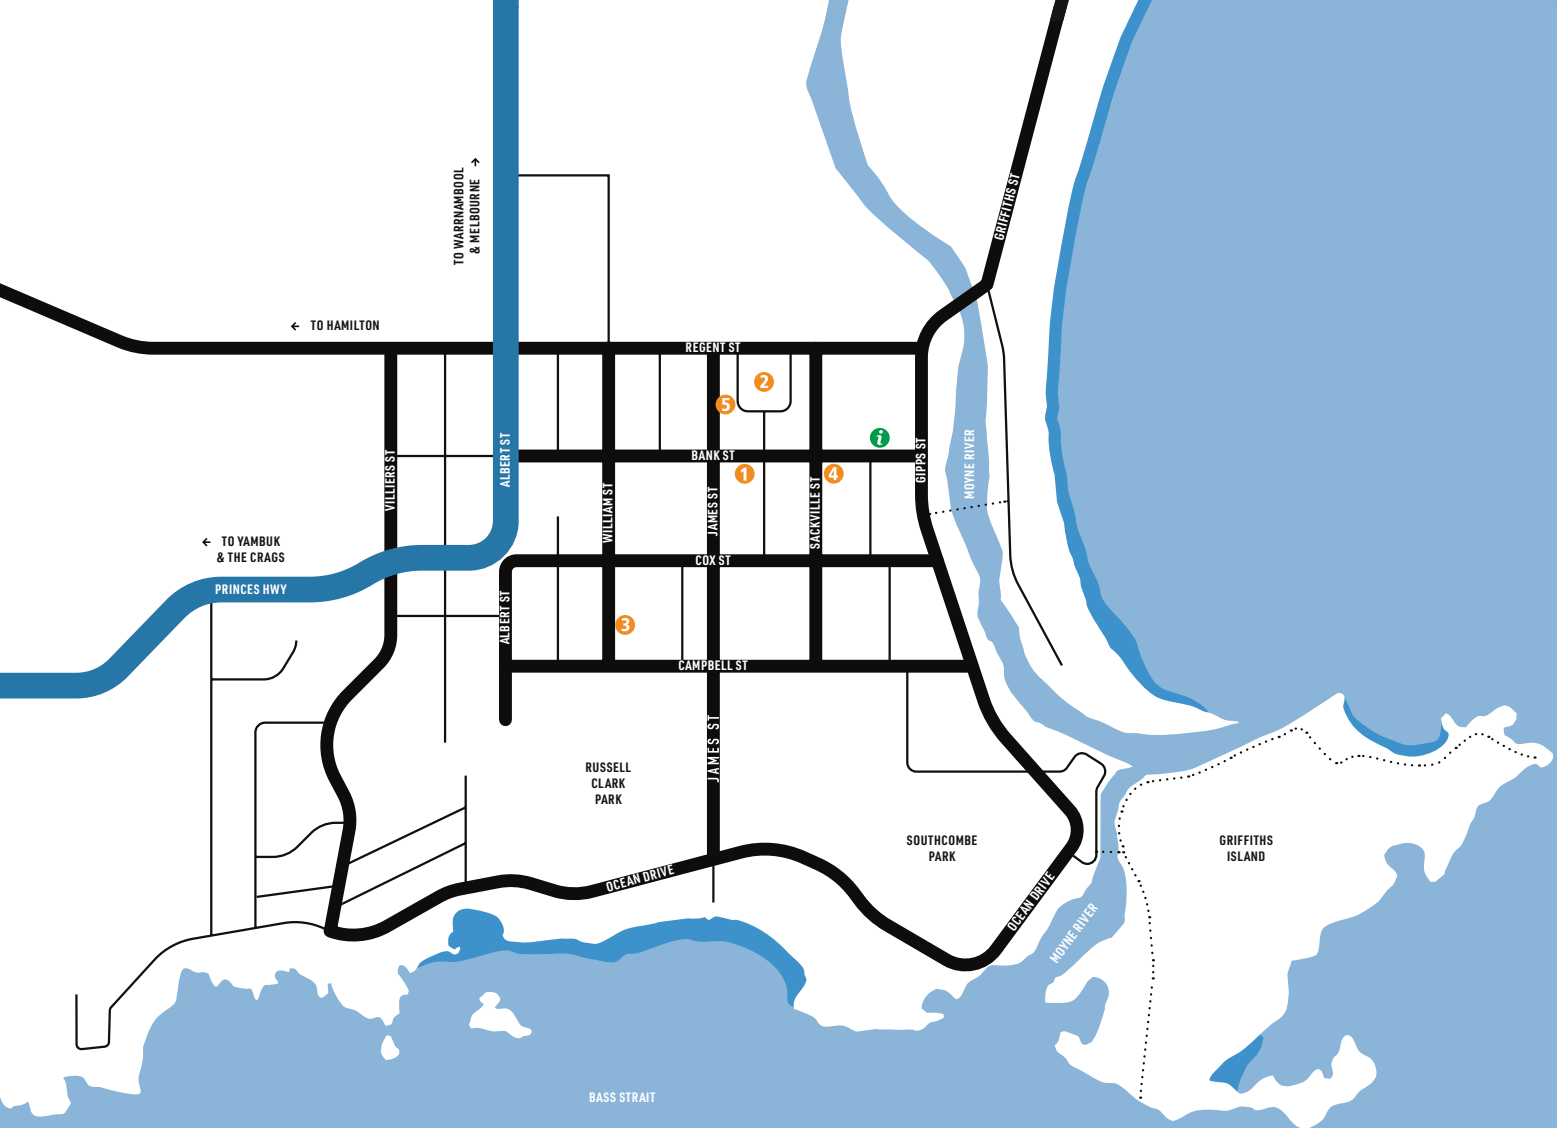 TO WARRNAMBOOL
& MELBOURNE →
GRIFFITHS ST
← TO HAMILTON
REGENT ST
2
5
i
BANK ST
1
4
VILLIERS ST
ALBERT ST
WILLIAM ST
JAMES ST
SACKVILLE ST
GIPPS ST
MOYNE RIVER
← TO YAMBUK
& THE CRAGS
PRINCES HWY
COX ST
ALBERT ST
3
CAMPBELL ST
JAMES ST
RUSSELL
CLARK
PARK
SOUTHCOMBE
PARK
GRIFFITHS
ISLAND
OCEAN DRIVE
OCEAN DRIVE
MOYNE RIVER
BASS STRAIT